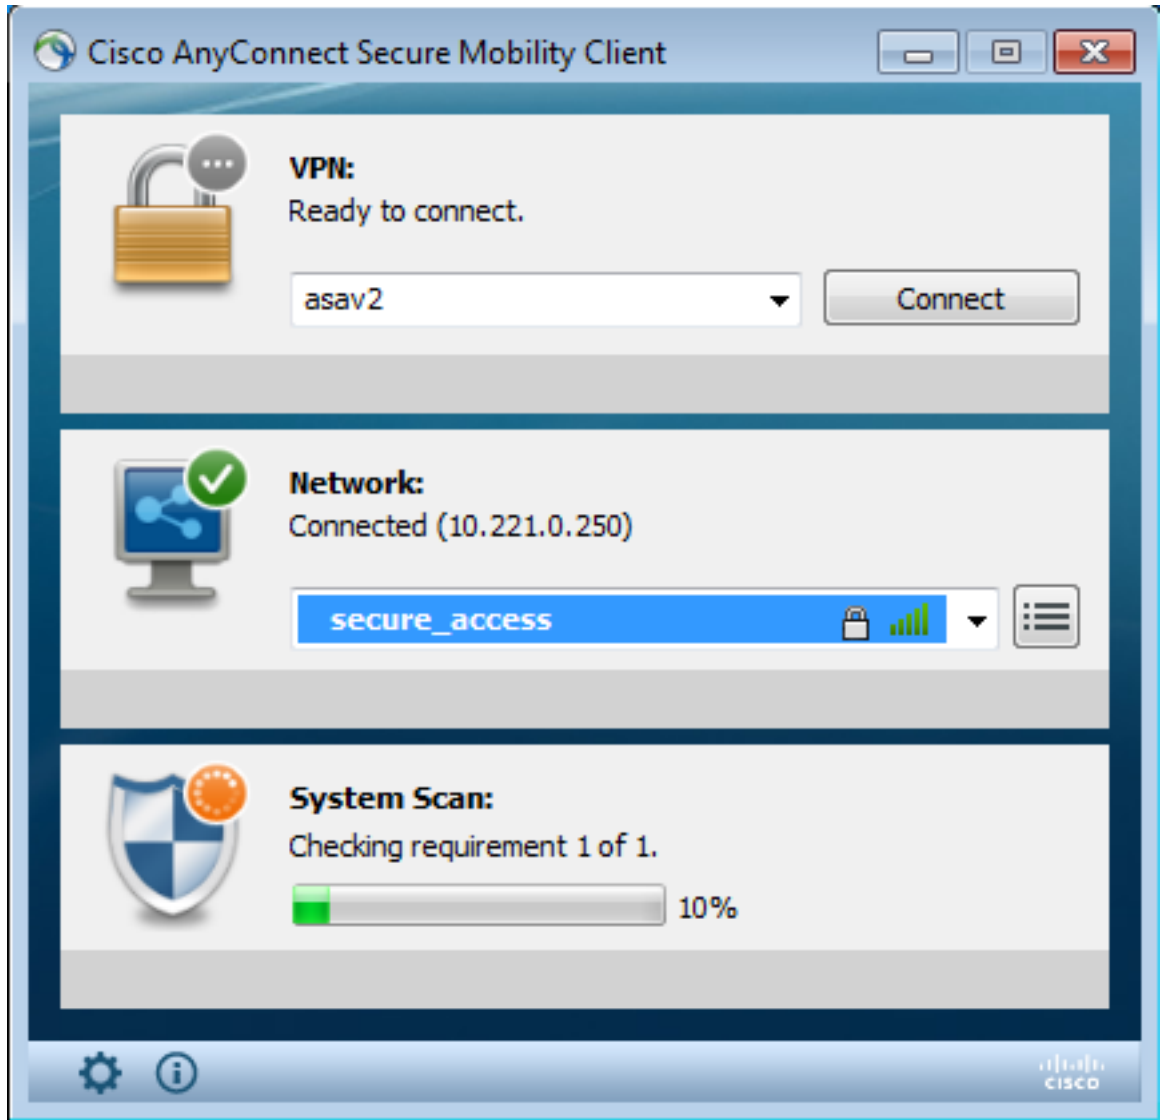 Cisco AnyConnect Secure Mobility Client
VPN:
Ready to connect.
asav2
Connect
Network:
Connected (10.221.0.250)
secure_access
System Scan:
Checking requirement 1 of 1.
10%
CISCO